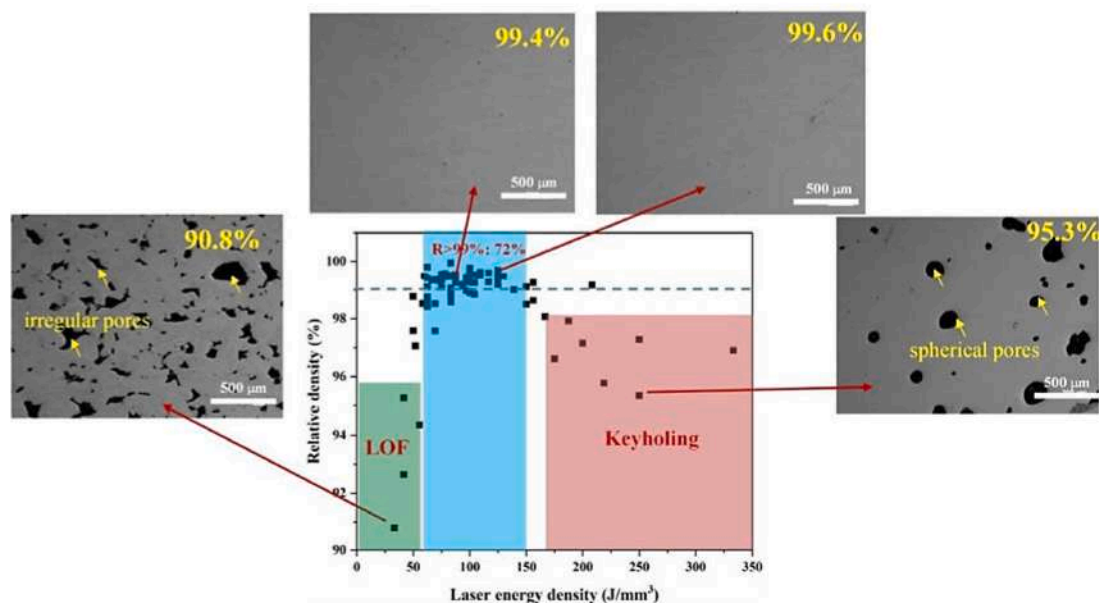 99.4%
500 μm
99.6%
500 μm
90.8%
irregular pores
500 μm
95.3%
spherical pores
500 μm
R>99%: 72%
LOF
Keyholing
Relative density (%)
100
98
96
94
92
90
0
50
100
150
200
250
300
350
Laser energy density (J/mm³)